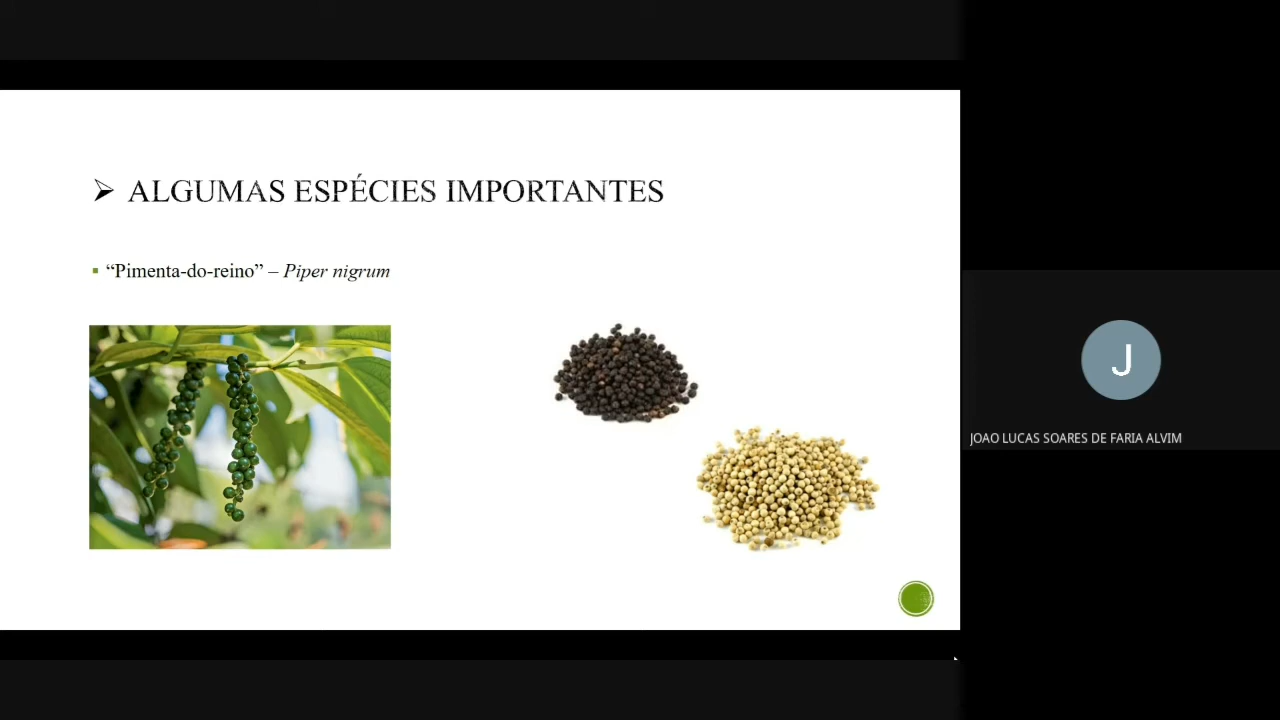 ALGUMAS ESPÉCIES IMPORTANTES
“Pimenta-do-reino” – Piper nigrum
J
JOAO LUCAS SOARES DE FARIA ALVIM